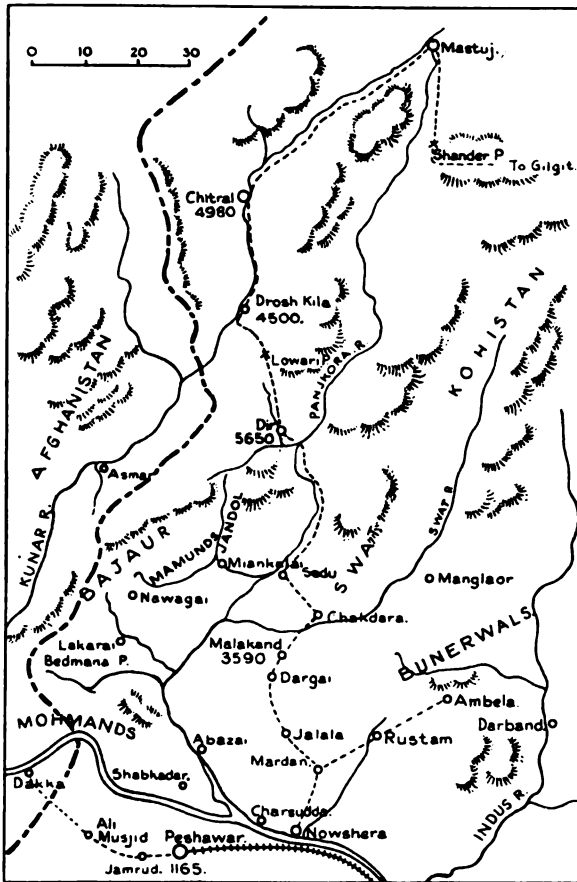 0 10 20 30
Mastuj.
Shander P.
To Gilgit.
Chitral
4980
Drosh Kila
4500.
Lowari P.
PANJKORA R.
KOHISTAN
AFGHANISTAN
Dir
5650
Asmar
KUNAR R.
BAJAUR
MAMUNDS
JANDOL
SWAT
SWAT R.
Miankalai
Sadu
Manglaor
Nawagai
Chakdara.
Lakarai
Bedmana P.
Malakand
3590
BUNERWALS
Dargai
Ambela.
MOHMANDS
Abazai
Jalala
Rustam
Darband.
Dakka
Shabkadar.
Mardan.
INDUS R.
Charsudda.
Ali
Musjid
Peshawar.
Nowshera
Jamrud. 1165.